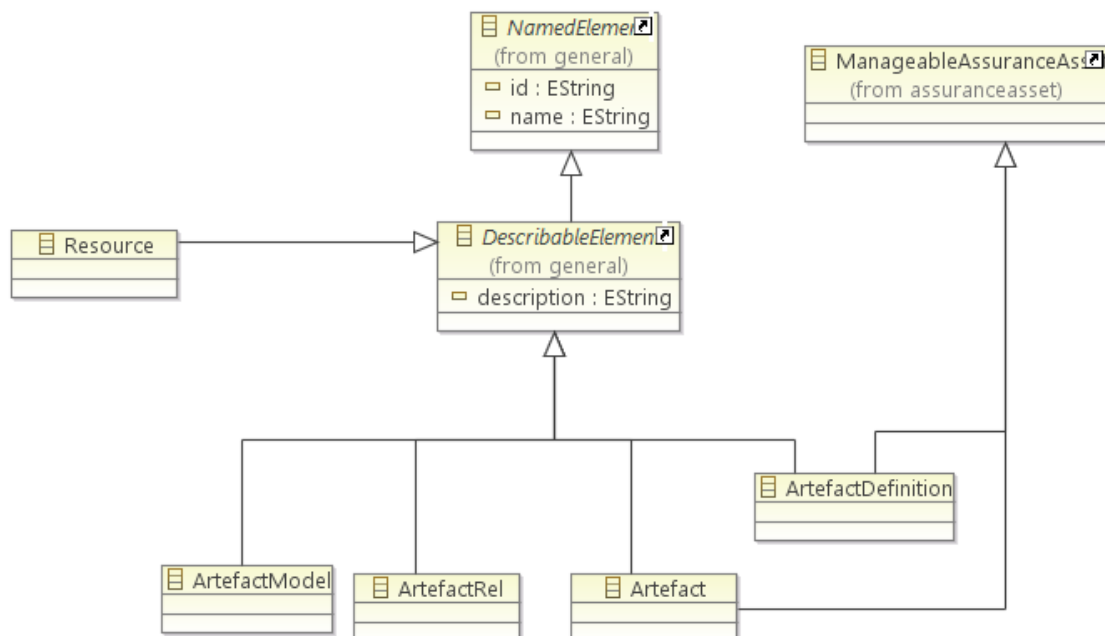 NamedElemen
(from general)
id : EString
name : EString
ManageableAssuranceAss
(from assuranceasset)
Resource
DescribableElemen
(from general)
description : EString
ArtefactDefinition
ArtefactModel
ArtefactRel
Artefact